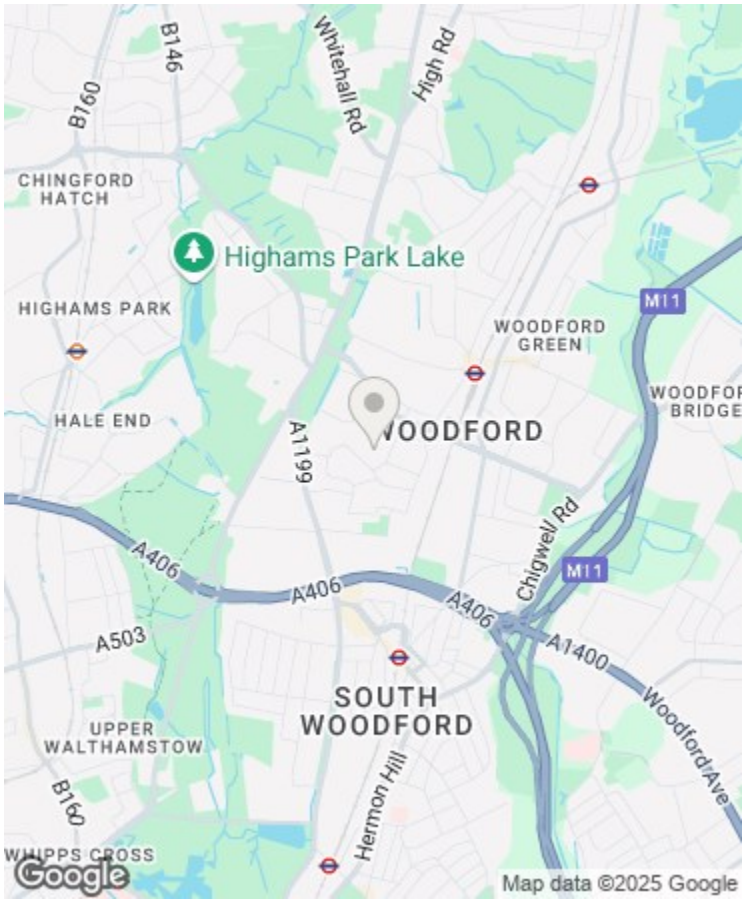 Whitehall Rd
High Rd
B146
B160
CHINGFORD
HATCH
Highams Park Lake
M11
HIGHAMS PARK
WOODFORD
GREEN
WOODFOR
BRIDGE
HALE END
A1199
WOODFORD
Chigwell Rd
M11
A406
A406
A406
A503
A1400
SOUTH
WOODFORD
Woodford Ave
UPPER
WALTHAMSTOW
B160
Hermon Hill
WHIPPS CROSS
Google
Map data ©2025 Google